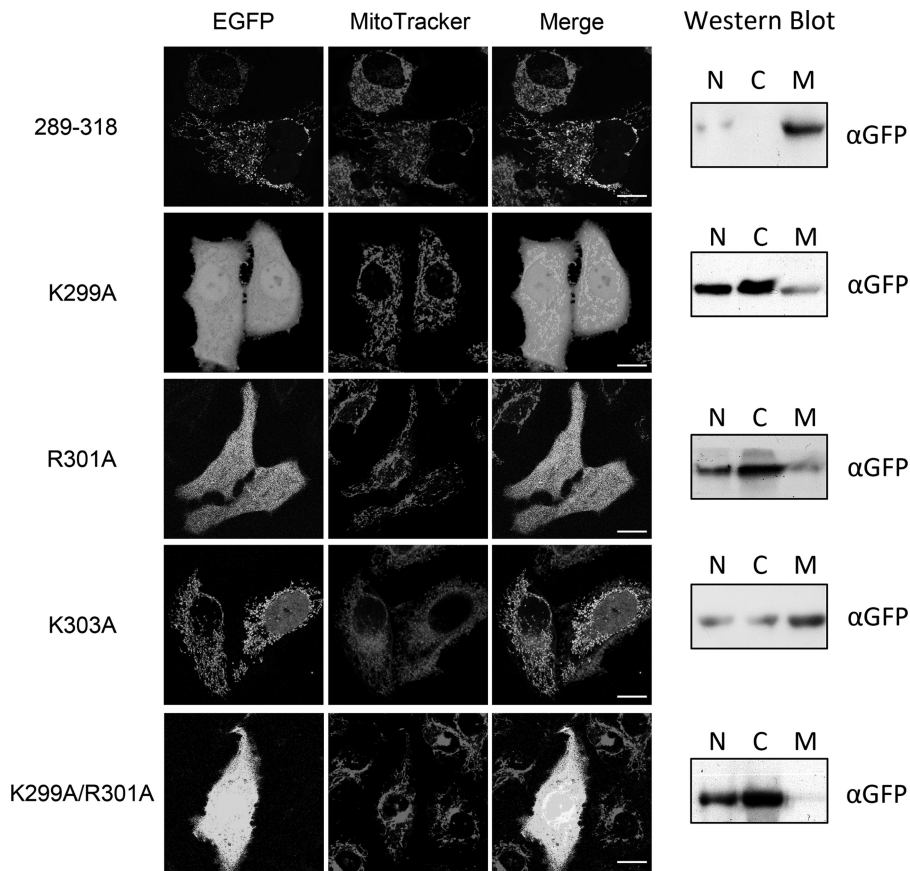 EGFP MitoTracker Merge Western Blot
N C M
289-318 αGFP
N C M
K299A αGFP
N C M
R301A αGFP
N C M
K303A αGFP
N C M
K299A/R301A αGFP